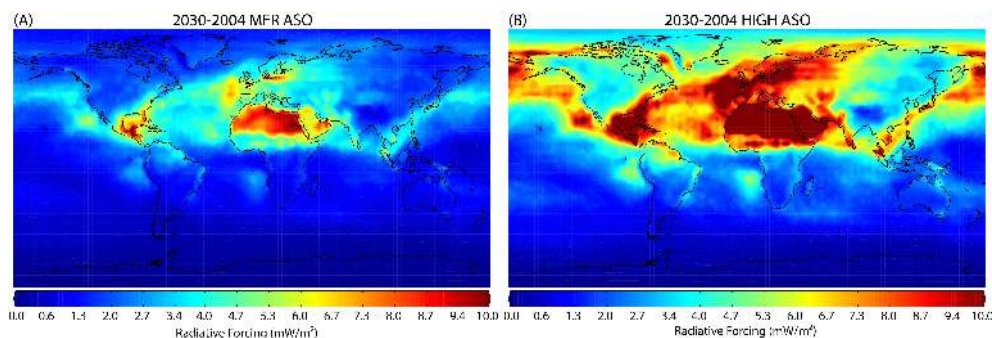 (A) 2030-2004 MFR ASO
(B) 2030-2004 HIGH ASO
0.0 0.6 1.3 2.0 2.7 3.4 4.0 4.7 5.3 6.0 6.7 7.3 8.0 8.7 9.4 10.0
Radiative Forcing (mW/m²)
0.0 0.6 1.3 2.0 2.7 3.4 4.0 4.7 5.3 6.0 6.7 7.3 8.0 8.7 9.4 10.0
Radiative Forcing (mW/m²)